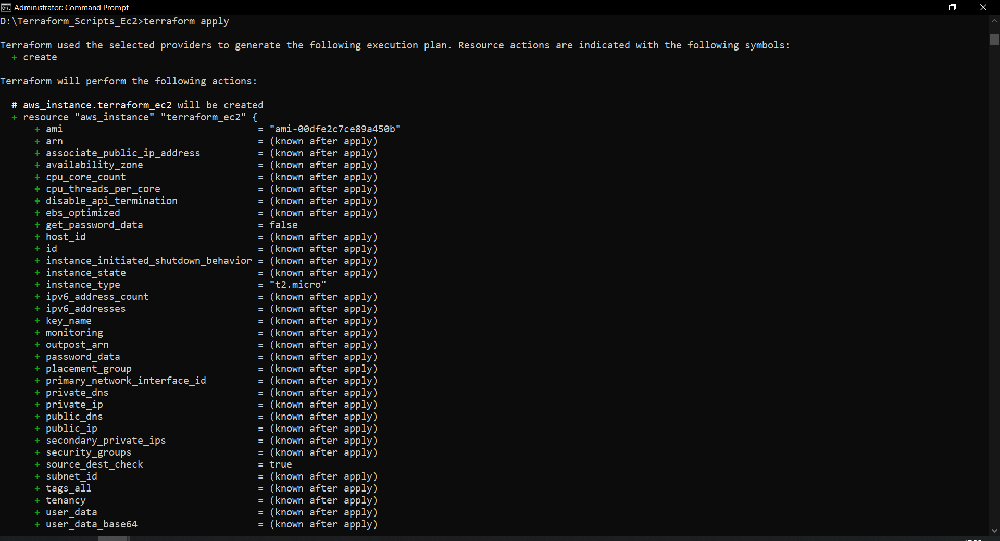 Administrator: Command Prompt
D:\Terraform_Scripts_Ec2>terraform apply
Terraform used the selected providers to generate the following execution plan. Resource actions are indicated with the following symbols:
  + create
Terraform will perform the following actions:
  # aws_instance.terraform_ec2 will be created
  + resource "aws_instance" "terraform_ec2" {
      + ami                                  = "ami-00dfe2c7ce89a450b"
      + arn                                  = (known after apply)
      + associate_public_ip_address          = (known after apply)
      + availability_zone                    = (known after apply)
      + cpu_core_count                       = (known after apply)
      + cpu_threads_per_core                 = (known after apply)
      + disable_api_termination              = (known after apply)
      + ebs_optimized                        = (known after apply)
      + get_password_data                    = false
      + host_id                              = (known after apply)
      + id                                   = (known after apply)
      + instance_initiated_shutdown_behavior = (known after apply)
      + instance_state                       = (known after apply)
      + instance_type                        = "t2.micro"
      + ipv6_address_count                   = (known after apply)
      + ipv6_addresses                       = (known after apply)
      + key_name                             = (known after apply)
      + monitoring                           = (known after apply)
      + outpost_arn                          = (known after apply)
      + password_data                        = (known after apply)
      + placement_group                      = (known after apply)
      + primary_network_interface_id         = (known after apply)
      + private_dns                          = (known after apply)
      + private_ip                           = (known after apply)
      + public_dns                           = (known after apply)
      + public_ip                            = (known after apply)
      + secondary_private_ips                = (known after apply)
      + security_groups                      = (known after apply)
      + source_dest_check                    = true
      + subnet_id                            = (known after apply)
      + tags_all                             = (known after apply)
      + tenancy                              = (known after apply)
      + user_data                            = (known after apply)
      + user_data_base64                     = (known after apply)